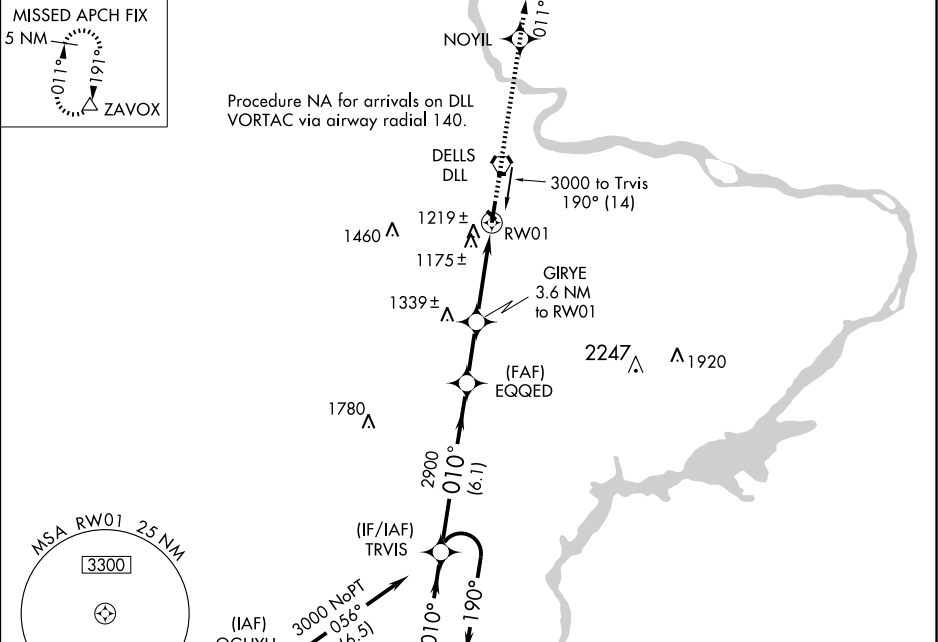 MISSED APCH FIX
5 NM
011°
191°
ZAVOX
011°
NOYIL
Procedure NA for arrivals on DLL
VORTAC via airway radial 140.
DELLS
DLL
3000 to Trvis
190° (14)
1219±
RW01
1460
1175±
GIRYE
3.6 NM
to RW01
1339±
2247
1920
(FAF)
EQQED
1780
2900
010°
(6.1)
MSA RW01 25 NM
3300
(IF/IAF)
TRVIS
(IAF)
3000 NoPT
056°
010°
190°